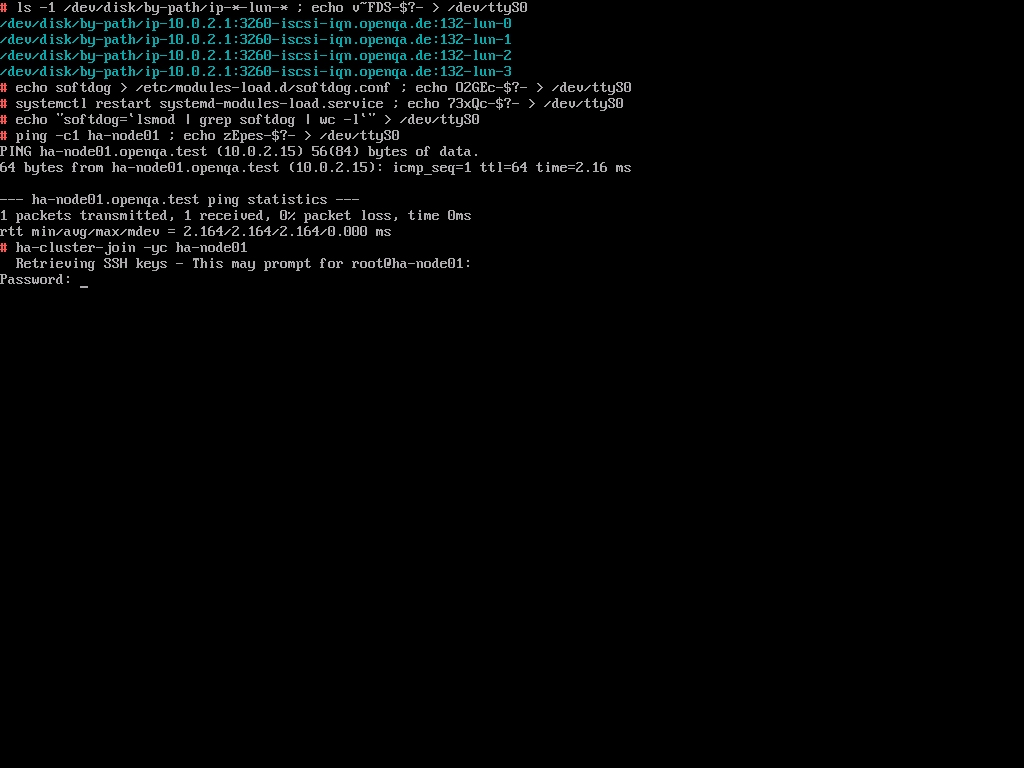 # ls -1 /dev/disk/by-path/ip-*-lun-* ; echo v~FDS-$?- > /dev/ttyS0
/dev/disk/by-path/ip-10.0.2.1:3260-iscsi-iqn.openqa.de:132-lun-0
/dev/disk/by-path/ip-10.0.2.1:3260-iscsi-iqn.openqa.de:132-lun-1
/dev/disk/by-path/ip-10.0.2.1:3260-iscsi-iqn.openqa.de:132-lun-2
/dev/disk/by-path/ip-10.0.2.1:3260-iscsi-iqn.openqa.de:132-lun-3
# echo softdog > /etc/modules-load.d/softdog.conf ; echo OZGEc-$?- > /dev/ttyS0
# systemctl restart systemd-modules-load.service ; echo 73xQc-$?- > /dev/ttyS0
# echo "softdog=`lsmod | grep softdog | wc -l`" > /dev/ttyS0
# ping -c1 ha-node01 ; echo zEpes-$?- > /dev/ttyS0
PING ha-node01.openqa.test (10.0.2.15) 56(84) bytes of data.
64 bytes from ha-node01.openqa.test (10.0.2.15): icmp_seq=1 ttl=64 time=2.16 ms

--- ha-node01.openqa.test ping statistics ---
1 packets transmitted, 1 received, 0% packet loss, time 0ms
rtt min/avg/max/mdev = 2.164/2.164/2.164/0.000 ms
# ha-cluster-join -yc ha-node01
  Retrieving SSH keys - This may prompt for root@ha-node01:
Password: _